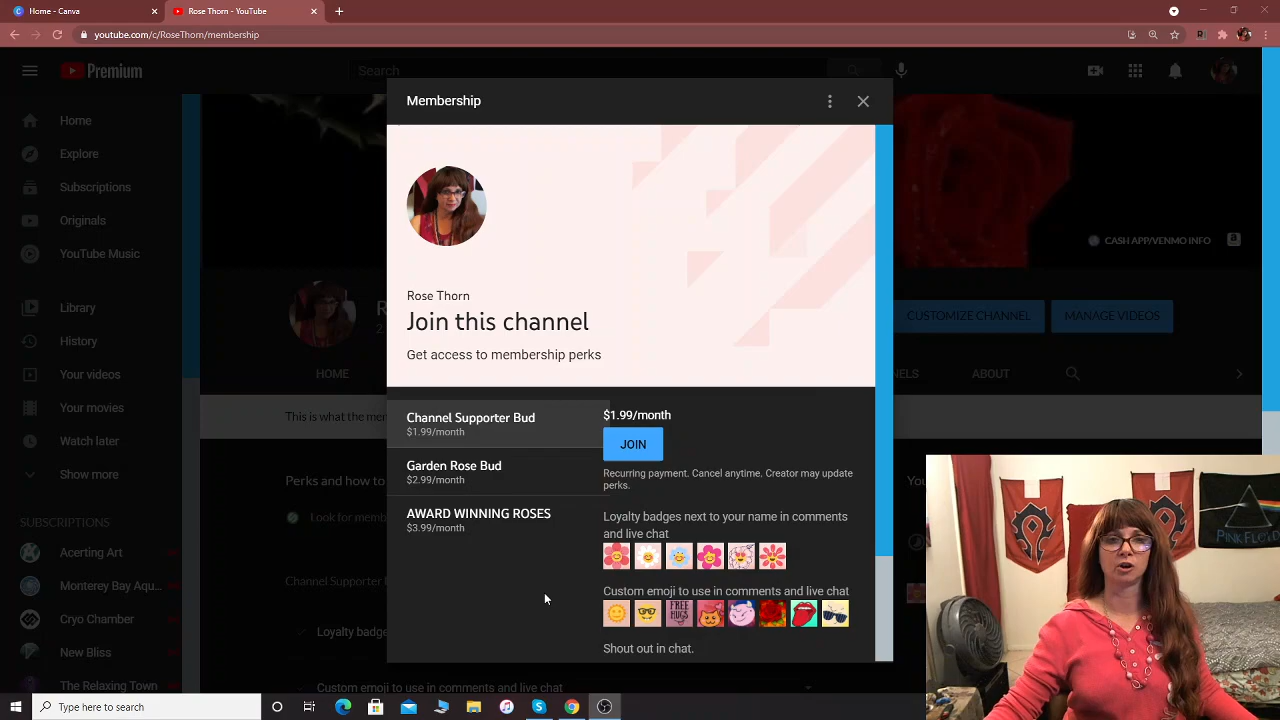 Home - Canva
Rose Thorn - YouTube
youtube.com/c/RoseThorn/membership
Premium
Search
Home
Explore
Subscriptions
Originals
YouTube Music
Library
History
Your videos
Your movies
Watch later
Show more
SUBSCRIPTIONS
Acerting Art
Monterey Bay Aqu...
Cryo Chamber
New Bliss
The Relaxing Town
CASH APP/VENMO INFO
CUSTOMIZE CHANNEL
MANAGE VIDEOS
HOME
NELS
ABOUT
This is what the mem
Perks and how to
Look for memb
Channel Supporter B
Loyalty badge
Custom emoji to use in comments and live chat
Membership
Rose Thorn
Join this channel
Get access to membership perks
Channel Supporter Bud
$1.99/month
Garden Rose Bud
$2.99/month
AWARD WINNING ROSES
$3.99/month
$1.99/month
JOIN
Recurring payment. Cancel anytime. Creator may update
perks.
Loyalty badges next to your name in comments
and live chat
Custom emoji to use in comments and live chat
FREE
HUGS
Shout out in chat.
PINK FLOYD
Type here to search